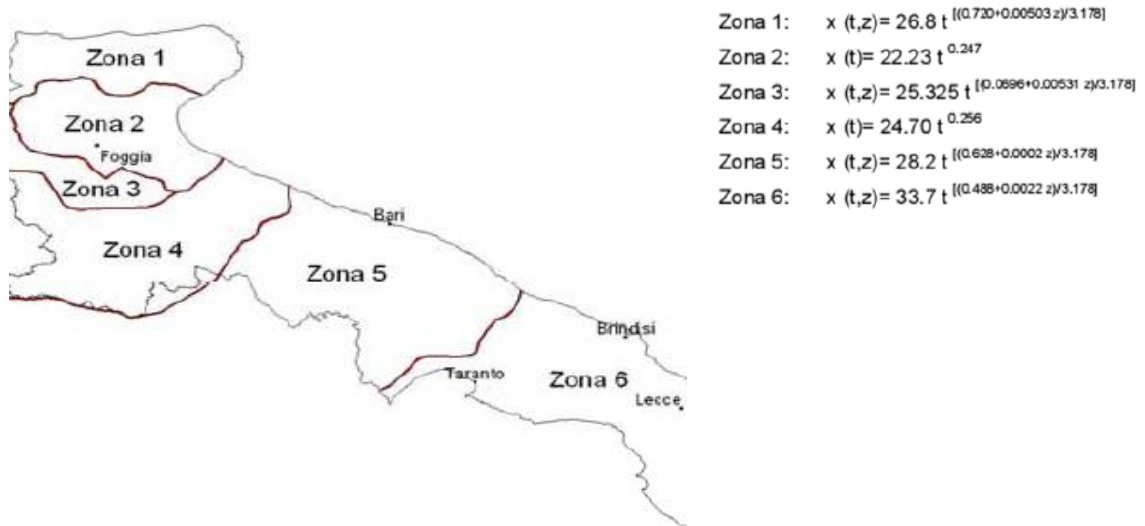 Zona 1
Zona 2
Foggia
Zona 3
Zona 4
Bari
Zona 5
Brindisi
Taranto
Zona 6
Lecce
Zona 1: x (t,z)= 26.8 t [(0.720+0.00503 z)/3.178]
Zona 2: x (t)= 22.23 t 0.247
Zona 3: x (t,z)= 25.325 t [(0.0696+0.00531 z)/3.178]
Zona 4: x (t)= 24.70 t 0.256
Zona 5: x (t,z)= 28.2 t [(0.628+0.0002 z)/3.178]
Zona 6: x (t,z)= 33.7 t [(0.488+0.0022 z)/3.178]